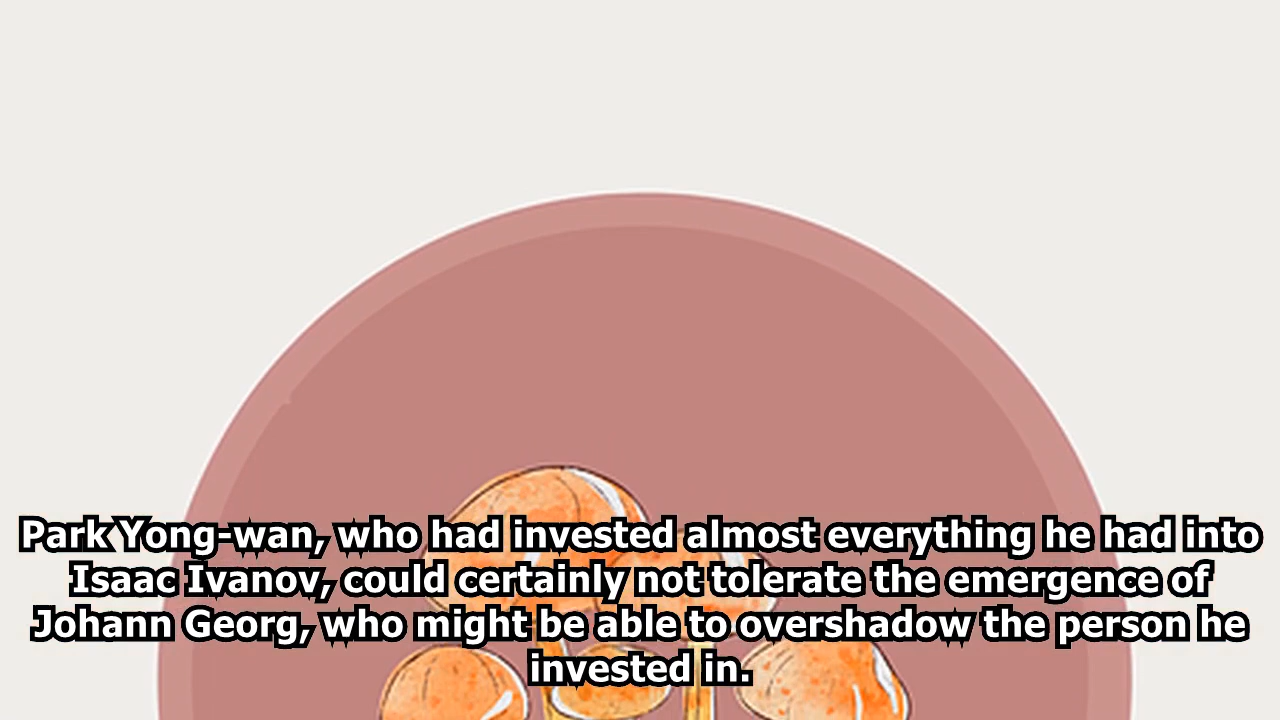 Park Yong-wan, who had invested almost everything he had into
Isaac Ivanov, could certainly not tolerate the emergence of
Johann Georg, who might be able to overshadow the person he
invested in.